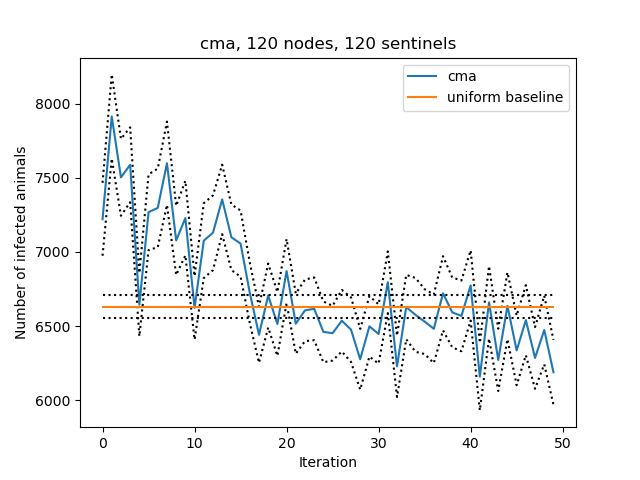 cma, 120 nodes, 120 sentinels
cma
uniform baseline
Number of infected animals
8000
7500
7000
6500
6000
0 10 20 30 40 50
Iteration